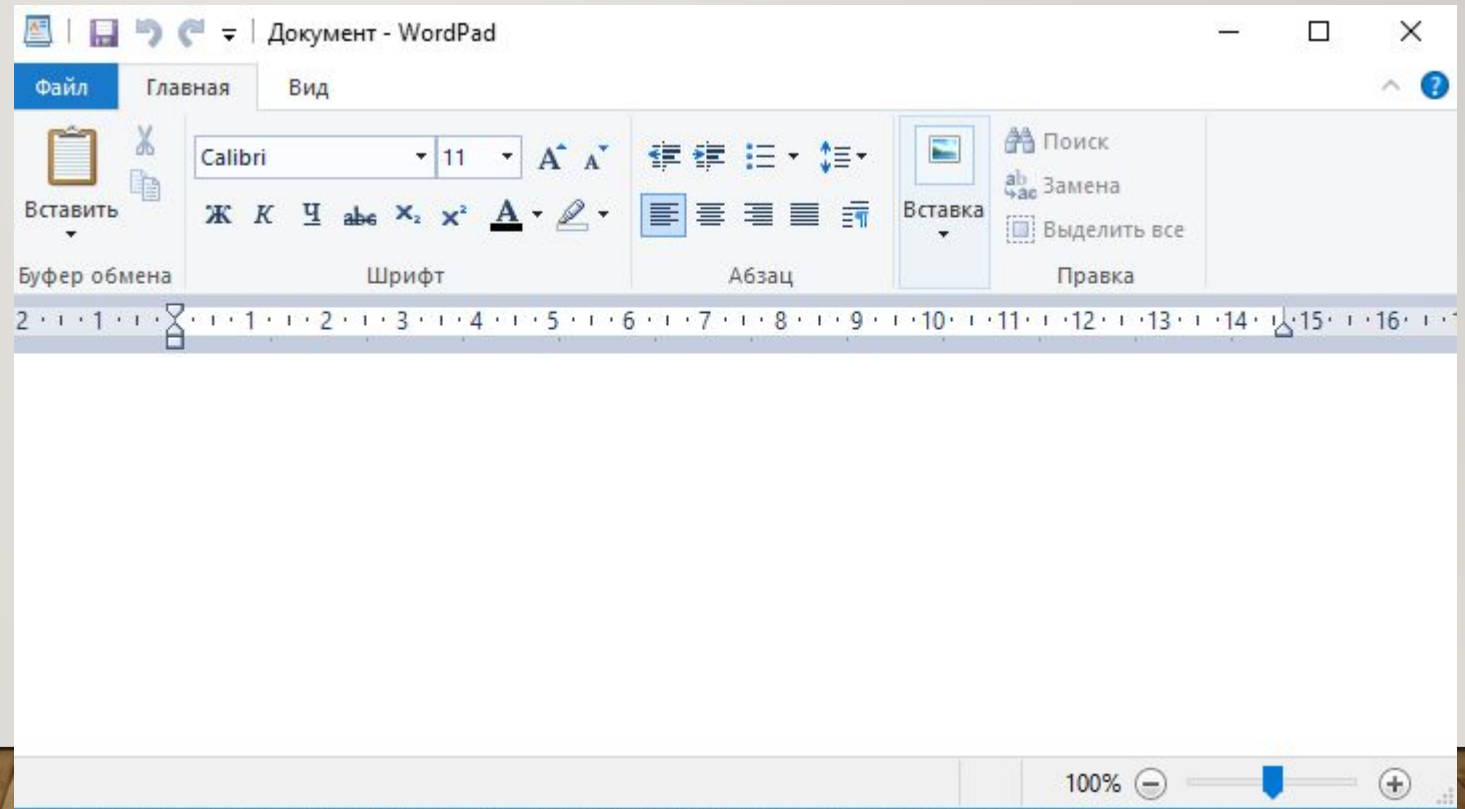 Документ - WordPad
Файл Главная Вид
Вставить
Буфер обмена
Calibri 11
Ж К Ч abc X₂ X²
Шрифт
Абзац
Вставка
Поиск
Замена
Выделить все
Правка
2 1 1 2 3 4 5 6 7 8 9 10 11 12 13 14 15 16
100%